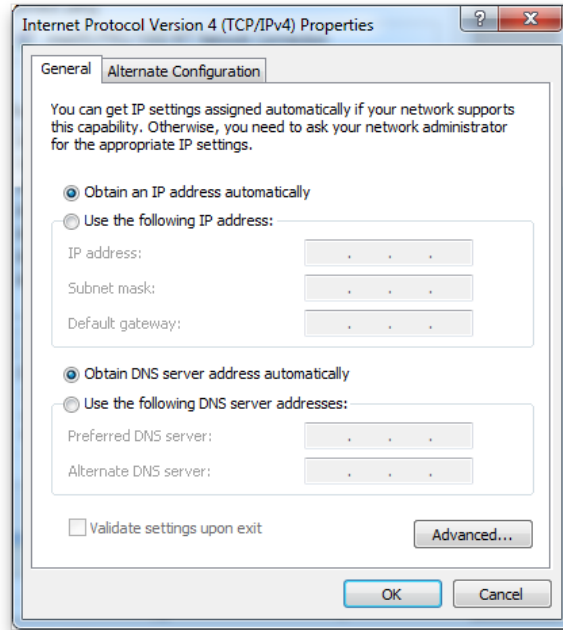 Internet Protocol Version 4 (TCP/IPv4) Properties
?
X
General
Alternate Configuration
You can get IP settings assigned automatically if your network supports
this capability. Otherwise, you need to ask your network administrator
for the appropriate IP settings.
Obtain an IP address automatically
Use the following IP address:
IP address:
. . .
Subnet mask:
. . .
Default gateway:
. . .
Obtain DNS server address automatically
Use the following DNS server addresses:
Preferred DNS server:
. . .
Alternate DNS server:
. . .
Validate settings upon exit
Advanced...
OK
Cancel